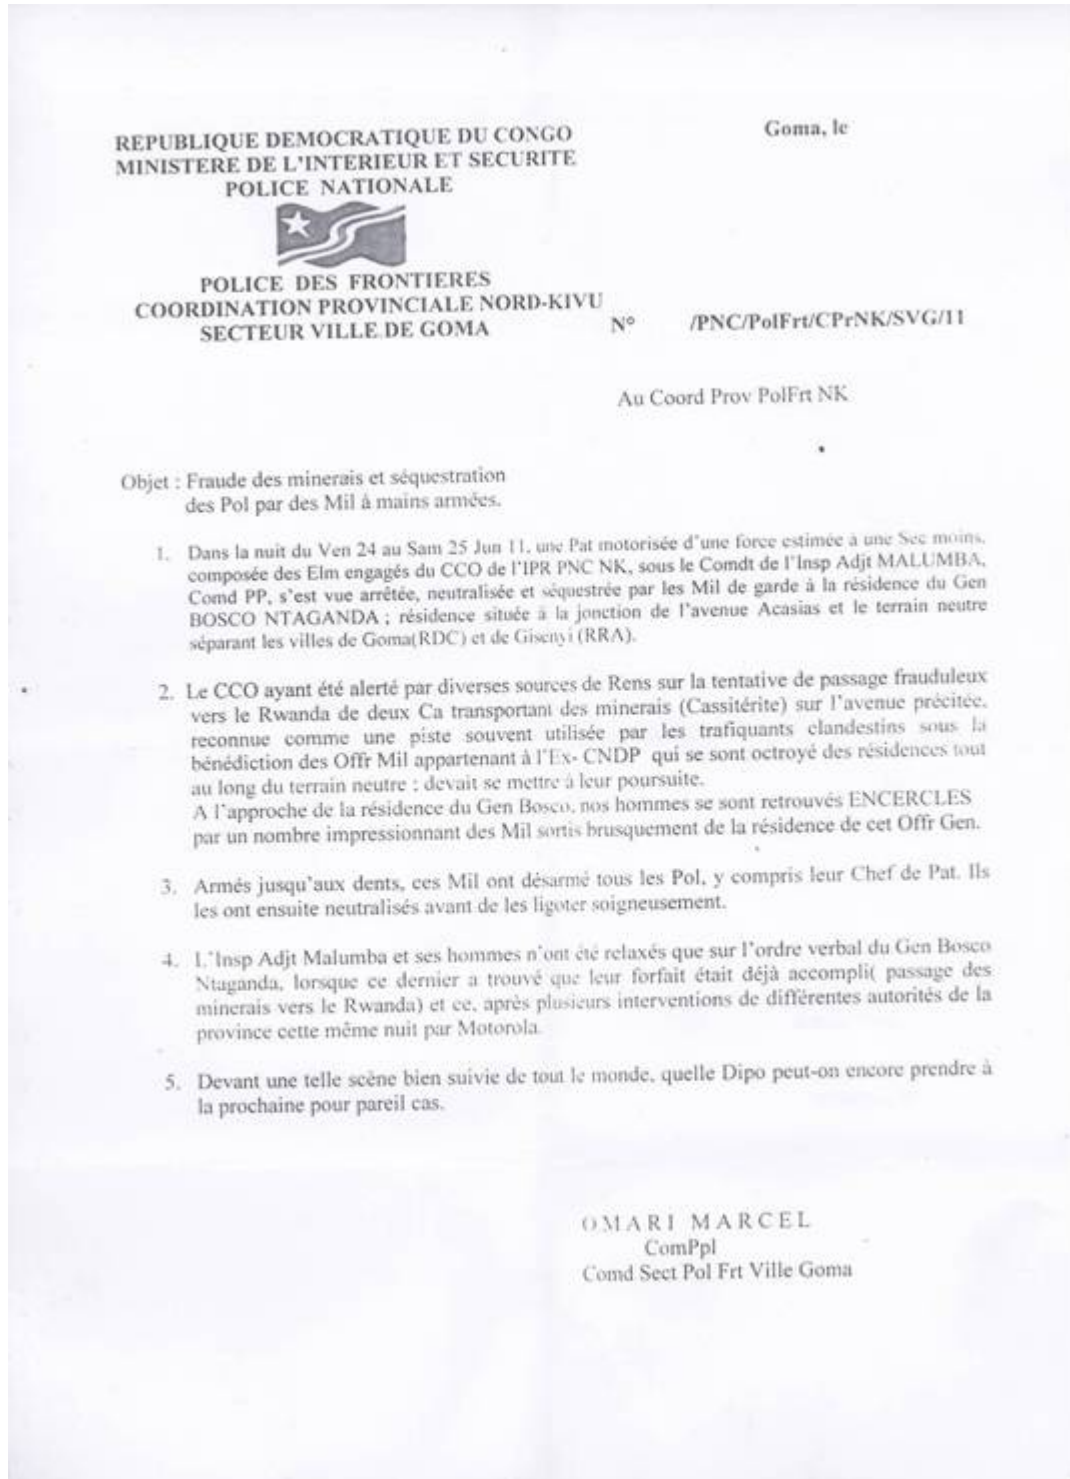 Goma, le
REPUBLIQUE DEMOCRATIQUE DU CONGO
MINISTERE DE L'INTERIEUR ET SECURITE
POLICE NATIONALE
POLICE DES FRONTIERES
COORDINATION PROVINCIALE NORD-KIVU
SECTEUR VILLE DE GOMA
N° /PNC/PolFrt/CPrNK/SVG/11
Au Coord Prov PolFrt NK
Objet : Fraude des minerais et séquestration
des Pol par des Mil à mains armées.
1. Dans la nuit du Ven 24 au Sam 25 Jun 11, une Pat motorisée d'une force estimée à une Sec moins,
composée des Elm engagés du CCO de l'IPR PNC NK, sous le Comdt de l'Insp Adjt MALUMBA,
Comd PP, s'est vue arrêtée, neutralisée et séquestrée par les Mil de garde à la résidence du Gen
BOSCO NTAGANDA ; résidence située à la jonction de l'avenue Acasias et le terrain neutre
séparant les villes de Goma(RDC) et de Gisenyi (RRA).
2. Le CCO ayant été alerté par diverses sources de Rens sur la tentative de passage frauduleux
vers le Rwanda de deux Ca transportant des minerais (Cassitérite) sur l'avenue précitée,
reconnue comme une piste souvent utilisée par les trafiquants clandestins sous la
bénédiction des Offr Mil appartenant à l'Ex- CNDP qui se sont octroyé des résidences tout
au long du terrain neutre ; devait se mettre à leur poursuite.
A l'approche de la résidence du Gen Bosco, nos hommes se sont retrouvés ENCERCLES
par un nombre impressionnant des Mil sortis brusquement de la résidence de cet Offr Gen.
3. Armés jusqu'aux dents, ces Mil ont désarmé tous les Pol, y compris leur Chef de Pat. Ils
les ont ensuite neutralisés avant de les ligoter soigneusement.
4. L'Insp Adjt Malumba et ses hommes n'ont été relaxés que sur l'ordre verbal du Gen Bosco
Ntaganda, lorsque ce dernier a trouvé que leur forfait était déjà accompli( passage des
minerais vers le Rwanda) et ce, après plusieurs interventions de différentes autorités de la
province cette même nuit par Motorola.
5. Devant une telle scène bien suivie de tout le monde, quelle Dipo peut-on encore prendre à
la prochaine pour pareil cas.
OMARI MARCEL
ComPpl
Comd Sect Pol Frt Ville Goma